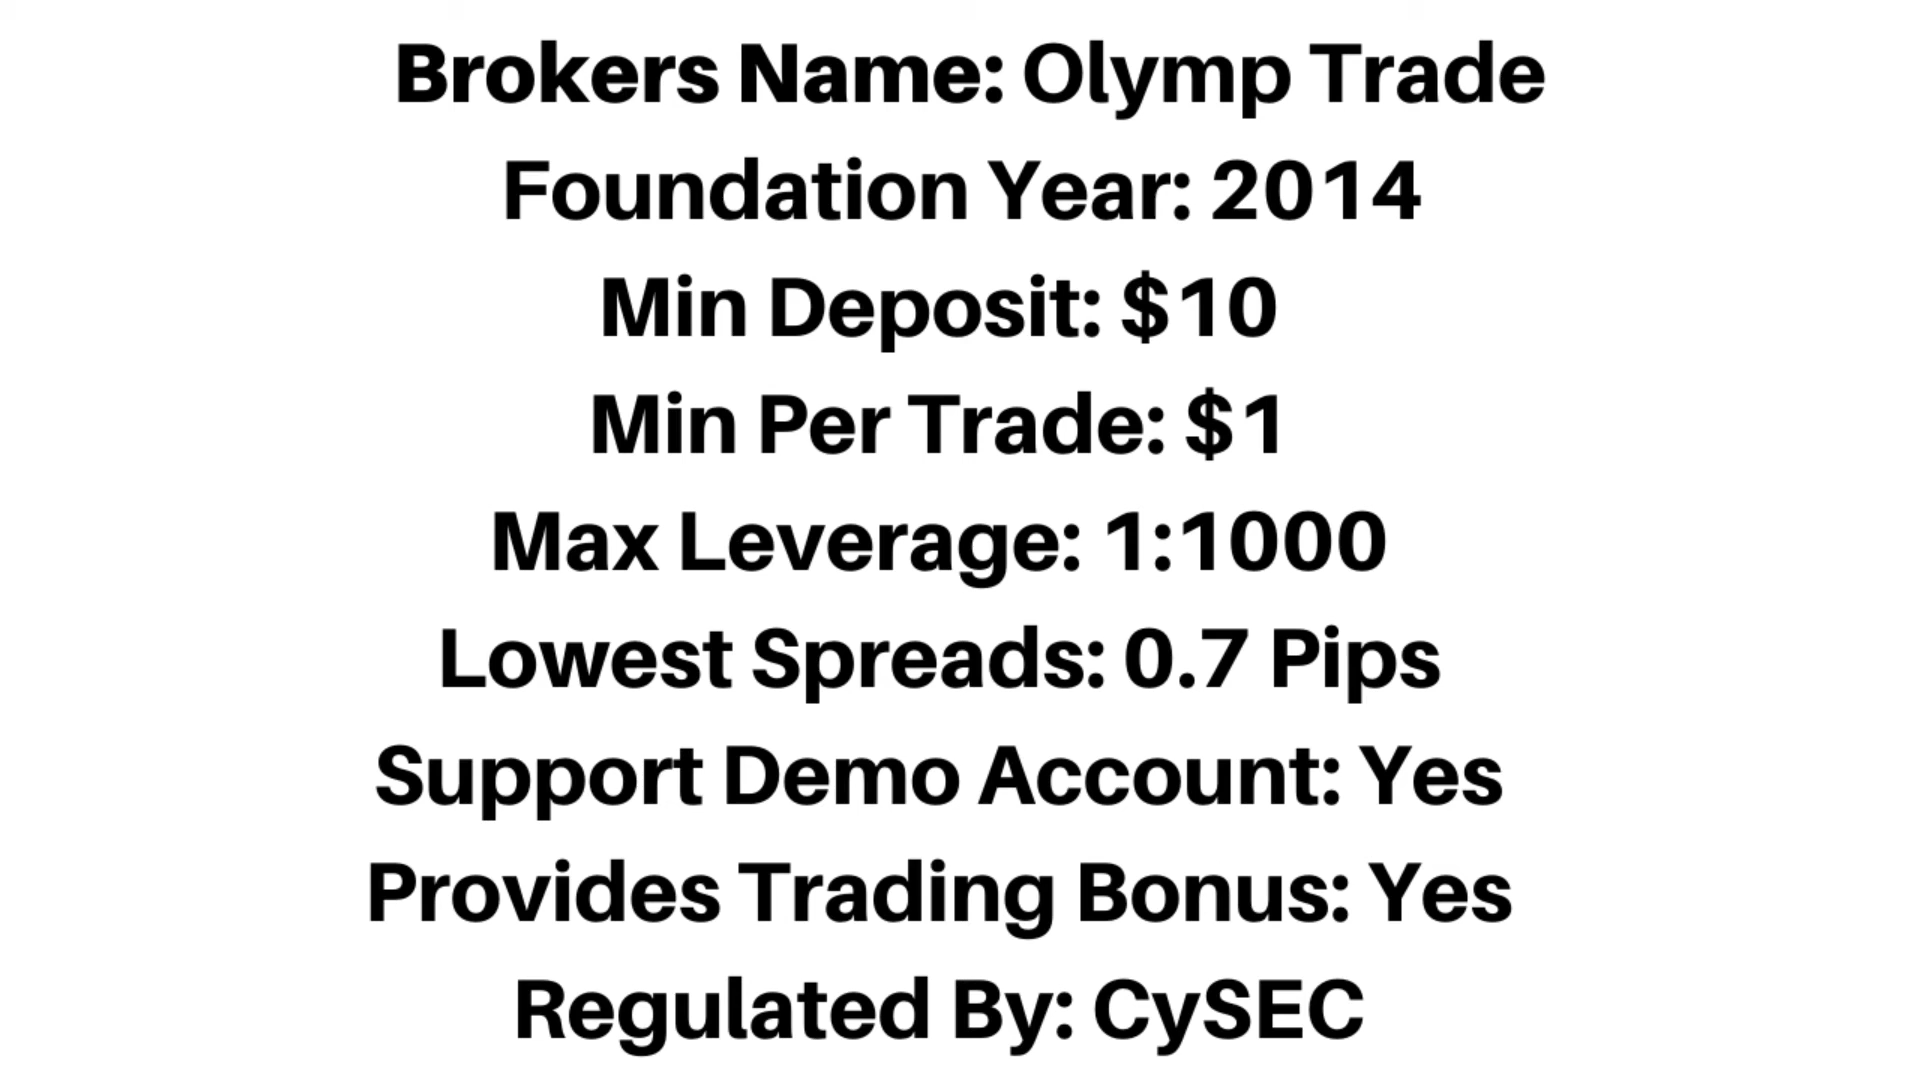 Brokers Name: Olymp Trade
Foundation Year: 2014
Min Deposit: $10
Min Per Trade: $1
Max Leverage: 1:1000
Lowest Spreads: 0.7 Pips
Support Demo Account: Yes
Provides Trading Bonus: Yes
Regulated By: CySEC